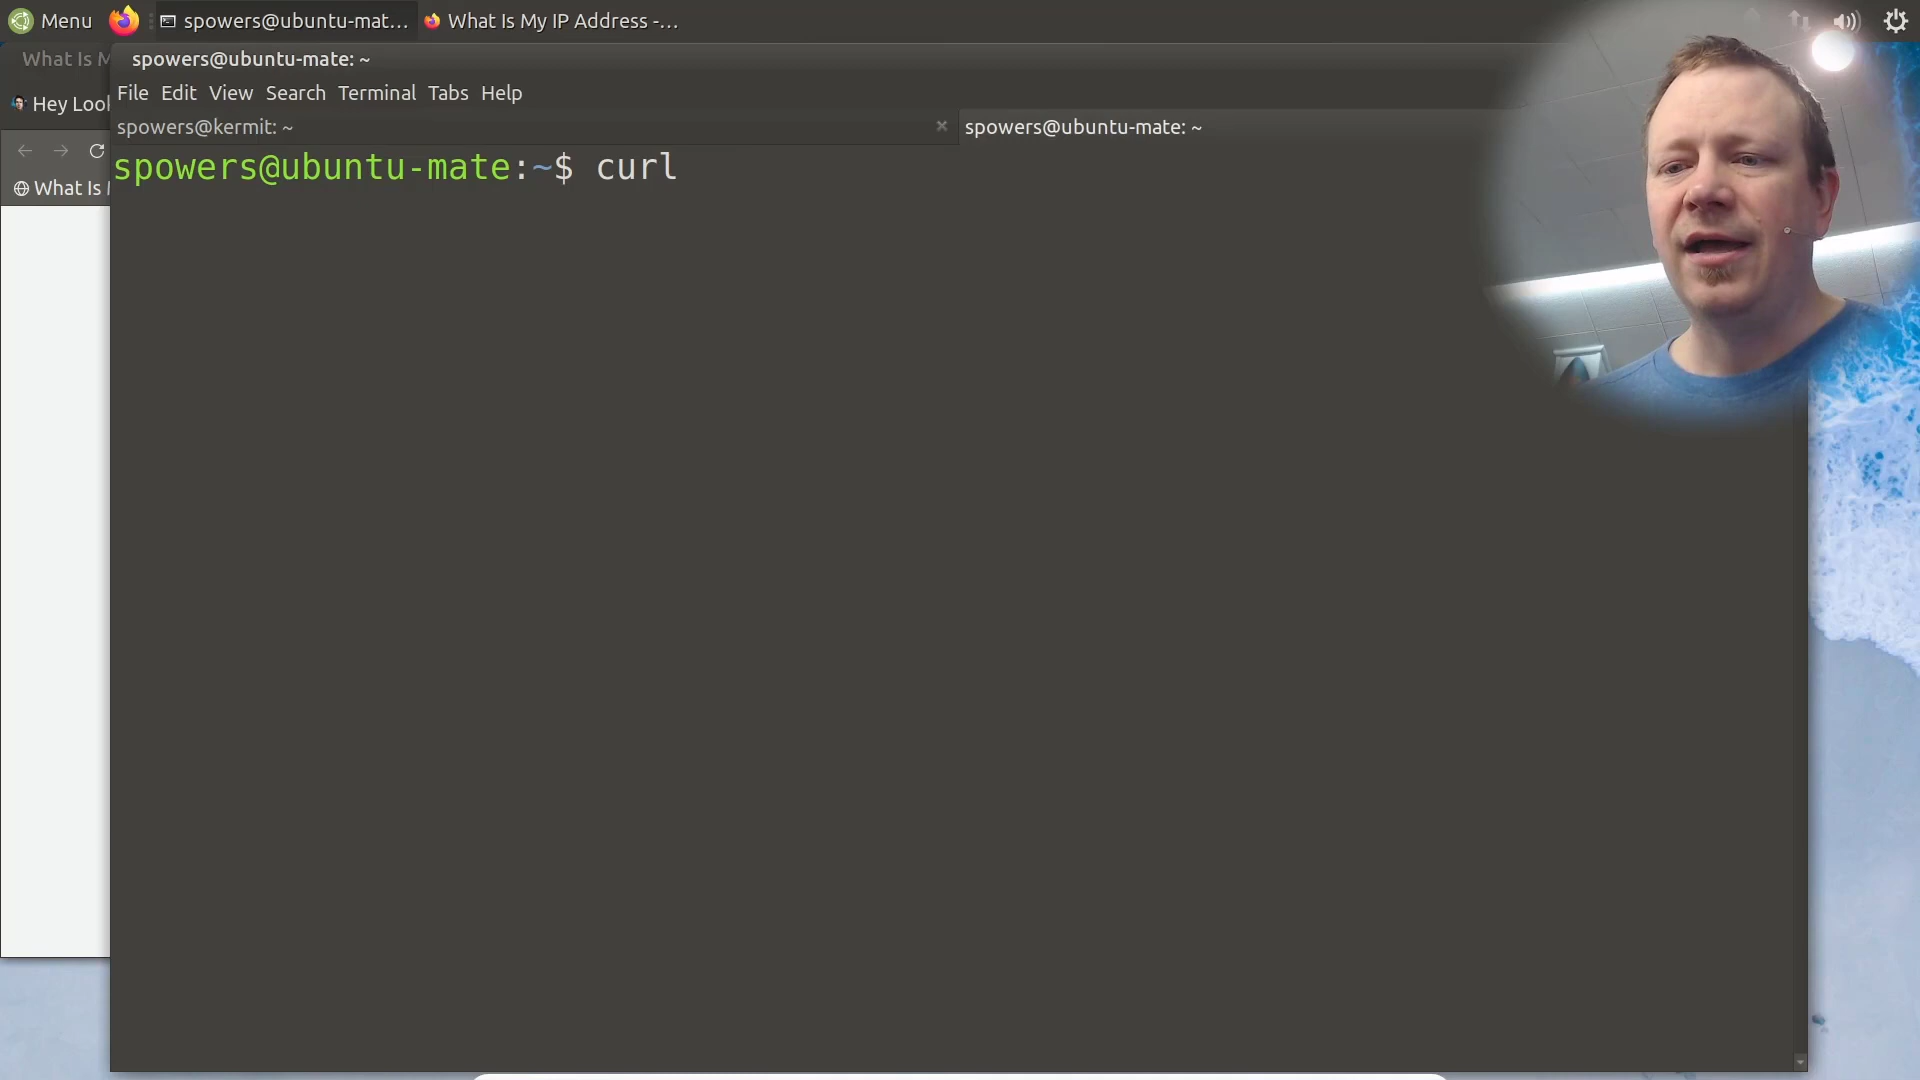 Menu spowers@ubuntu-mat... What Is My IP Address -...
What Is M
spowers@ubuntu-mate: ~
File Edit View Search Terminal Tabs Help
Hey Look
spowers@kermit: ~ × spowers@ubuntu-mate: ~
spowers@ubuntu-mate:~$ curl
What Is